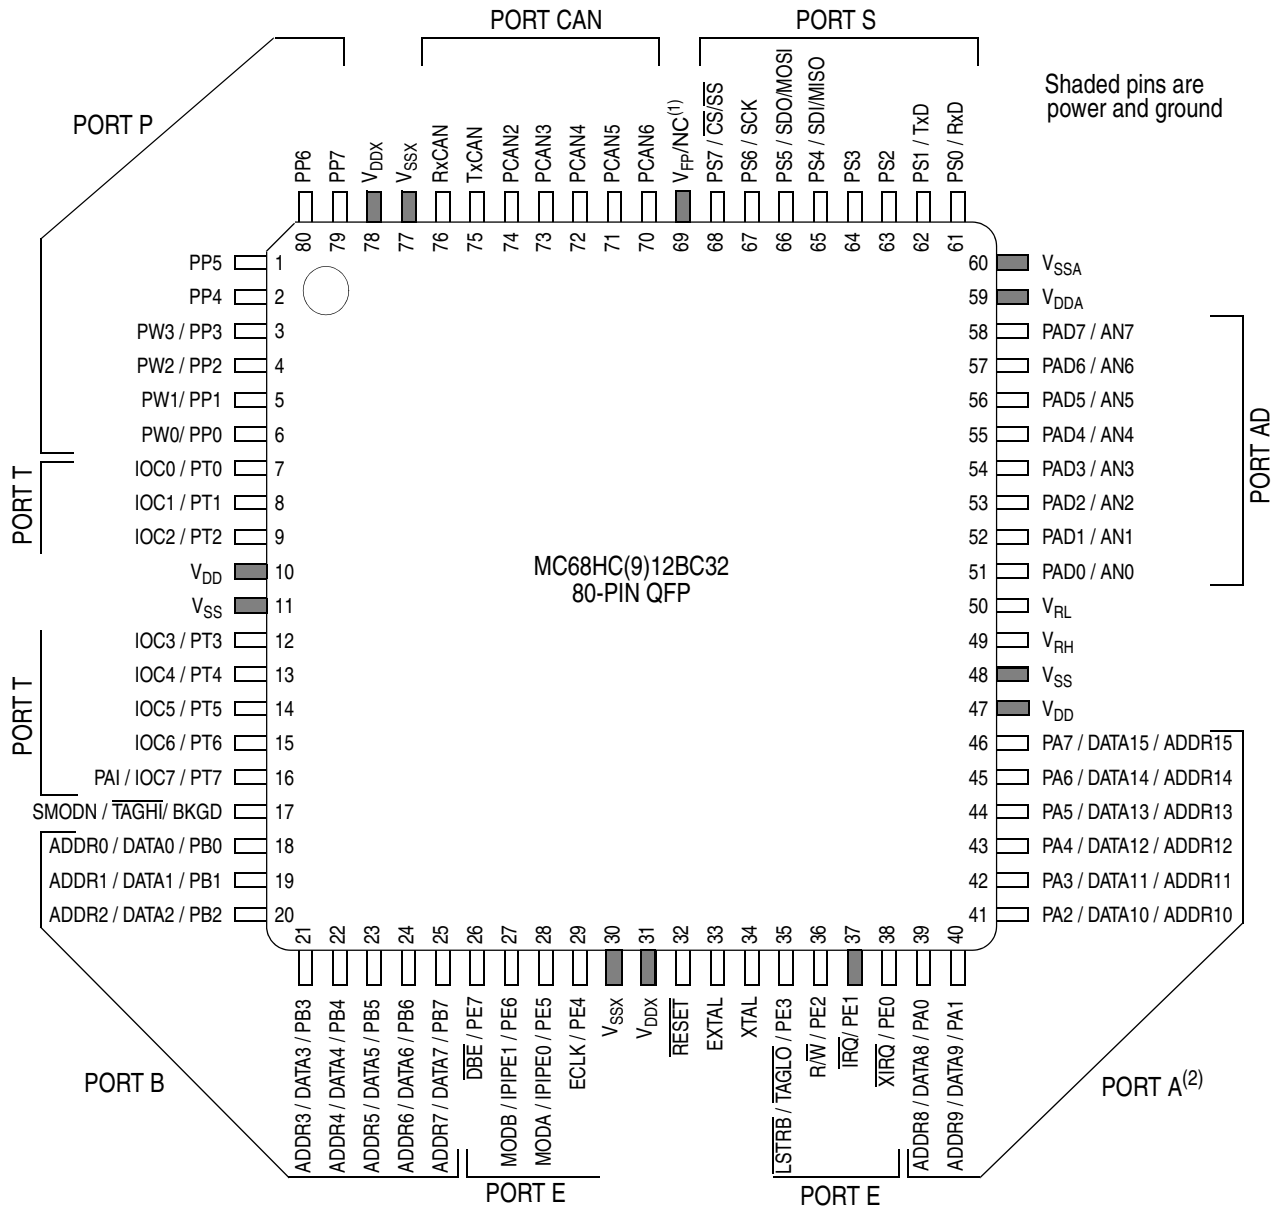 PORT CAN
PORT S
PORT P
Shaded pins are
power and ground
PP6
PP7
VDDX
VSSX
RxCAN
TxCAN
PCAN2
PCAN3
PCAN4
PCAN5
PCAN6
VFP/NC(1)
PS7 / CS/SS
PS6 / SCK
PS5 / SDO/MOSI
PS4 / SDI/MISO
PS3
PS2
PS1 / TxD
PS0 / RxD
80
79
78
77
76
75
74
73
72
71
70
69
68
67
66
65
64
63
62
61
PP5 1
PP4 2
PW3 / PP3 3
PW2 / PP2 4
PW1/ PP1 5
PW0/ PP0 6
PORT T
IOC0 / PT0 7
IOC1 / PT1 8
IOC2 / PT2 9
VDD 10
VSS 11
PORT T
IOC3 / PT3 12
IOC4 / PT4 13
IOC5 / PT5 14
IOC6 / PT6 15
PAI / IOC7 / PT7 16
SMODN / TAGHI/ BKGD 17
ADDR0 / DATA0 / PB0 18
ADDR1 / DATA1 / PB1 19
ADDR2 / DATA2 / PB2 20
MC68HC(9)12BC32
80-PIN QFP
60 VSSA
59 VDDA
58 PAD7 / AN7
57 PAD6 / AN6
56 PAD5 / AN5
55 PAD4 / AN4
54 PAD3 / AN3
53 PAD2 / AN2
52 PAD1 / AN1
51 PAD0 / AN0
PORT AD
50 VRL
49 VRH
48 VSS
47 VDD
46 PA7 / DATA15 / ADDR15
45 PA6 / DATA14 / ADDR14
44 PA5 / DATA13 / ADDR13
43 PA4 / DATA12 / ADDR12
42 PA3 / DATA11 / ADDR11
41 PA2 / DATA10 / ADDR10
21
22
23
24
25
26
27
28
29
30
31
32
33
34
35
36
37
38
39
40
ADDR3 / DATA3 / PB3
ADDR4 / DATA4 / PB4
ADDR5 / DATA5 / PB5
ADDR6 / DATA6 / PB6
ADDR7 / DATA7 / PB7
DBE / PE7
MODB / IPIPE1 / PE6
MODA / IPIPE0 / PE5
ECLK / PE4
VSSX
VDDX
RESET
EXTAL
XTAL
LSTRB / TAGLO / PE3
R/W / PE2
IRQ / PE1
XIRQ / PE0
ADDR8 / DATA8 / PA0
ADDR9 / DATA9 / PA1
PORT B
PORT A(2)
PORT E
PORT E